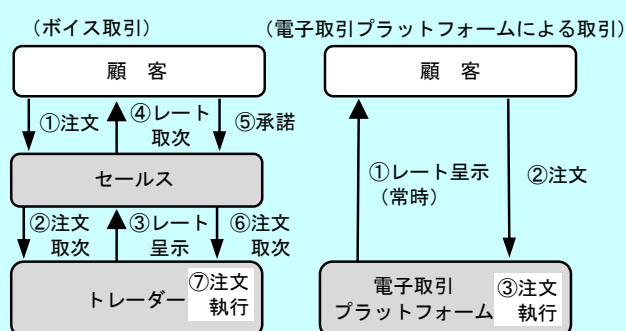 （ボイス取引）
顧　客
①注文
④レート
取次
⑤承諾
セールス
②注文
取次
③レート
呈示
⑥注文
取次
トレーダー
⑦注文
執行
（電子取引プラットフォームによる取引）
顧　客
①レート呈示
（常時）
②注文
電子取引
プラットフォーム
③注文
執行